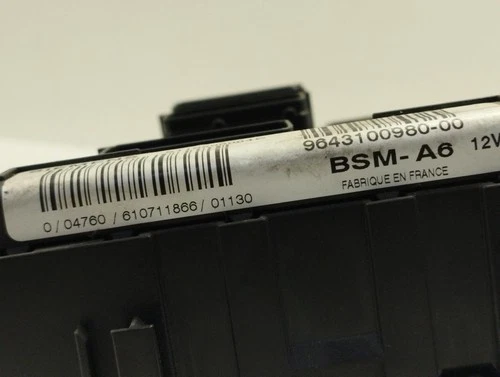 9643100980-00
BSM-A6 12V
FABRIQUE EN FRANCE
0/04760/610711866/01130